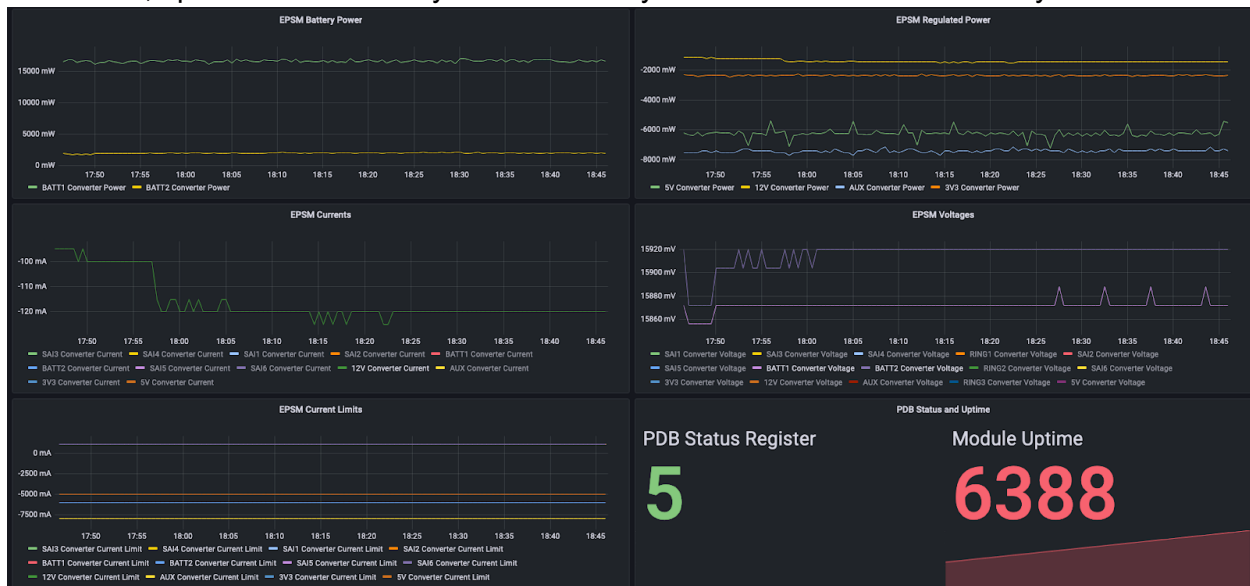 EPSM Battery Power
15000 mW
10000 mW
5000 mW
0 mW
17:50 17:55 18:00 18:05 18:10 18:15 18:20 18:25 18:30 18:35 18:40 18:45
BATT1 Converter Power BATT2 Converter Power
EPSM Regulated Power
-2000 mW
-4000 mW
-6000 mW
-8000 mW
17:50 17:55 18:00 18:05 18:10 18:15 18:20 18:25 18:30 18:35 18:40 18:45
5V Converter Power 12V Converter Power AUX Converter Power 3V3 Converter Power
EPSM Currents
-100 mA
-110 mA
-120 mA
17:50 17:55 18:00 18:05 18:10 18:15 18:20 18:25 18:30 18:35 18:40 18:45
SAI3 Converter Current SAI4 Converter Current SAI1 Converter Current SAI2 Converter Current BATT1 Converter Current
BATT2 Converter Current SAI5 Converter Current SAI6 Converter Current 12V Converter Current AUX Converter Current
3V3 Converter Current 5V Converter Current
EPSM Voltages
15920 mV
15900 mV
15880 mV
15860 mV
17:50 17:55 18:00 18:05 18:10 18:15 18:20 18:25 18:30 18:35 18:40 18:45
SAI1 Converter Voltage SAI3 Converter Voltage SAI4 Converter Voltage RING1 Converter Voltage SAI2 Converter Voltage
SAI5 Converter Voltage BATT1 Converter Voltage BATT2 Converter Voltage RING2 Converter Voltage SAI6 Converter Voltage
3V3 Converter Voltage 12V Converter Voltage AUX Converter Voltage RING3 Converter Voltage 5V Converter Voltage
EPSM Current Limits
0 mA
-2500 mA
-5000 mA
-7500 mA
17:50 17:55 18:00 18:05 18:10 18:15 18:20 18:25 18:30 18:35 18:40 18:45
SAI3 Converter Current Limit SAI4 Converter Current Limit SAI1 Converter Current Limit SAI2 Converter Current Limit
BATT1 Converter Current Limit BATT2 Converter Current Limit SAI5 Converter Current Limit SAI6 Converter Current Limit
12V Converter Current Limit AUX Converter Current Limit 3V3 Converter Current Limit 5V Converter Current Limit
PDB Status and Uptime
PDB Status Register
5
Module Uptime
6388